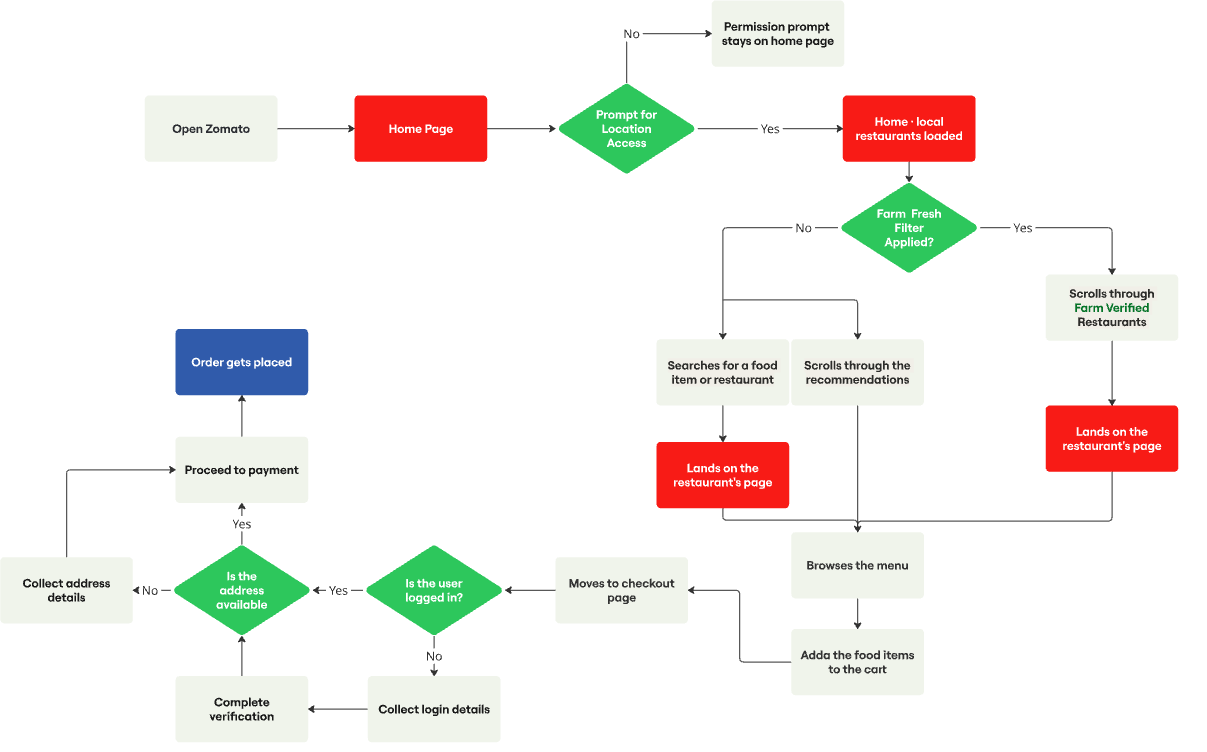 Permission prompt
stays on home page
No
Open Zomato
Home Page
Prompt for
Location
Access
Yes
Home · local
restaurants loaded
Farm Fresh
Filter
Applied?
No
Yes
Scrolls through
Farm Verified
Restaurants
Order gets placed
Searches for a food
item or restaurant
Scrolls through the
recommendations
Lands on the
restaurant's page
Proceed to payment
Lands on the
restaurant's page
Yes
Browses the menu
Collect address
details
No
Is the
address
available
Yes
Is the user
logged in?
Moves to checkout
page
No
Adda the food items
to the cart
Complete
verification
Collect login details